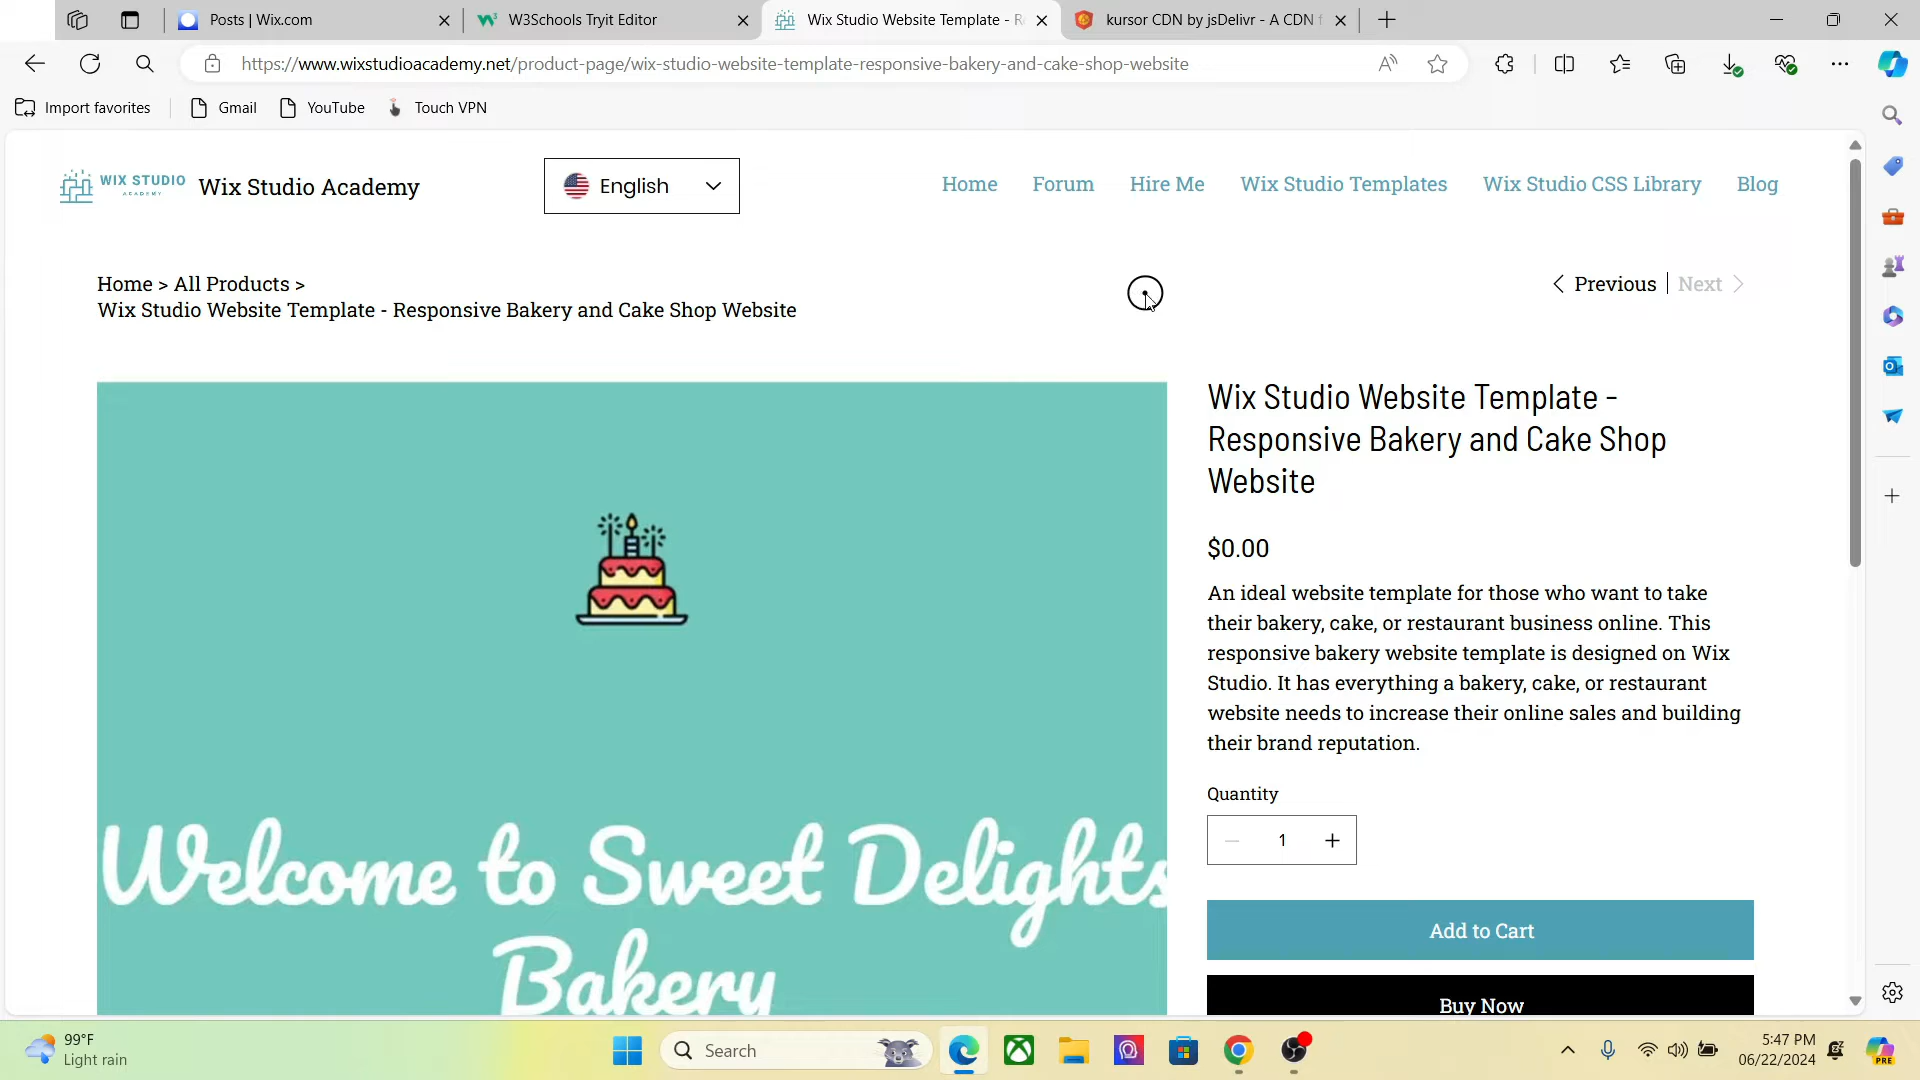 Posts | Wix.com
W3Schools Tryit Editor
Wix Studio Website Template - R
kursor CDN by jsDelivr - A CDN f
https://www.wixstudioacademy.net/product-page/wix-studio-website-template-responsive-bakery-and-cake-shop-website
Import favorites
Gmail
YouTube
Touch VPN
WIX STUDIO
ACADEMY
Wix Studio Academy
English
Home
Forum
Hire Me
Wix Studio Templates
Wix Studio CSS Library
Blog
Home > All Products >
Wix Studio Website Template - Responsive Bakery and Cake Shop Website
Previous
Next
Welcome to Sweet Delights
Bakery
Wix Studio Website Template -
Responsive Bakery and Cake Shop
Website
$0.00
An ideal website template for those who want to take
their bakery, cake, or restaurant business online. This
responsive bakery website template is designed on Wix
Studio. It has everything a bakery, cake, or restaurant
website needs to increase their online sales and building
their brand reputation.
Quantity
1
Add to Cart
Buy Now
99°F
Light rain
Search
5:47 PM
06/22/2024
PRE